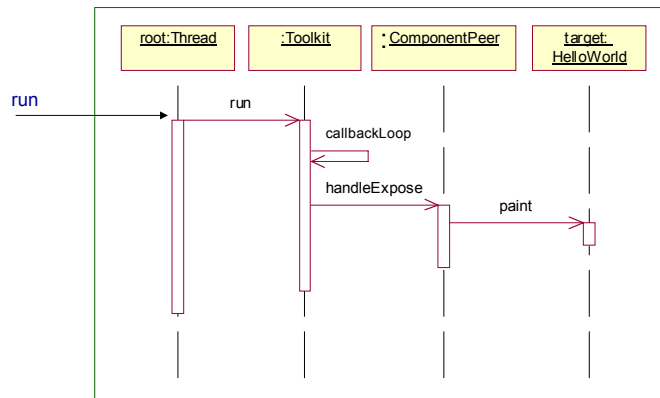 root:Thread
:Toolkit
:ComponentPeer
target:
HelloWorld
run
run
callbackLoop
handleExpose
paint